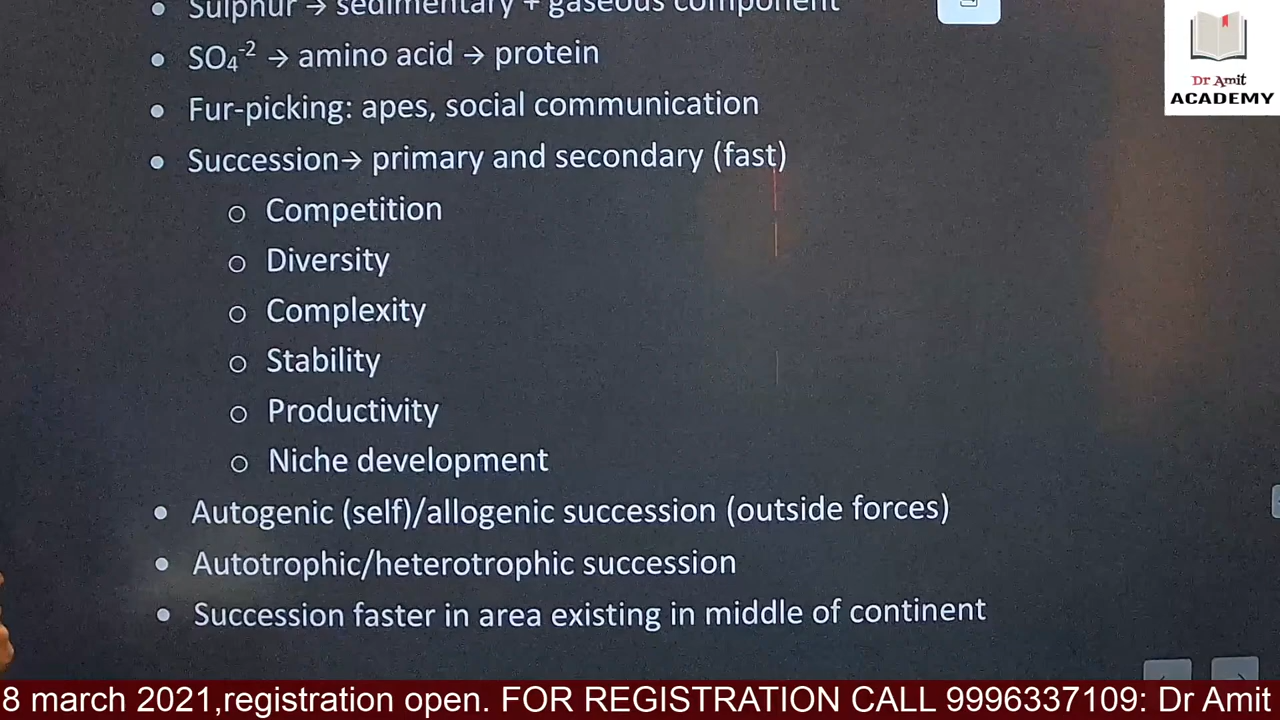 • Sulphur → sedimentary + gaseous component
• SO₄⁻² → amino acid → protein
• Fur-picking: apes, social communication
• Succession→ primary and secondary (fast)
o Competition
o Diversity
o Complexity
o Stability
o Productivity
o Niche development
• Autogenic (self)/allogenic succession (outside forces)
• Autotrophic/heterotrophic succession
• Succession faster in area existing in middle of continent
Dr Amit
ACADEMY
8 march 2021,registration open. FOR REGISTRATION CALL 9996337109: Dr Amit